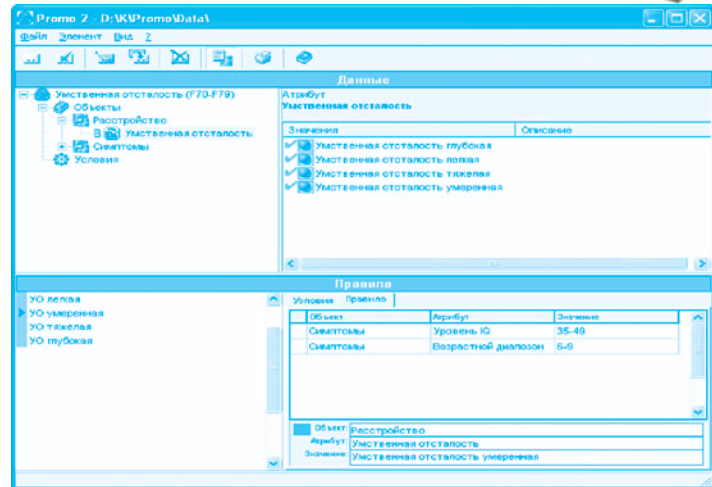 Promo 2 - D:\K\Promo\Data\
Файл Элемент Вид ?
Данные
Умственная отсталость (F70-F79)
Объекты
Расстройство
В Умственная отсталость
Симптомы
Условия
Атрибут
Умственная отсталость
Значения Описание
Умственная отсталость глубокая
Умственная отсталость легкая
Умственная отсталость тяжелая
Умственная отсталость умеренная
Правила
УО легкая
УО умеренная
УО тяжелая
УО глубокая
Условия Правило
Объект Атрибут Значение
Симптомы Уровень IQ 35-49
Симптомы Возрастной диапозон 6-9
Объект: Расстройство
Атрибут: Умственная отсталость
Значение: Умственная отсталость умеренная